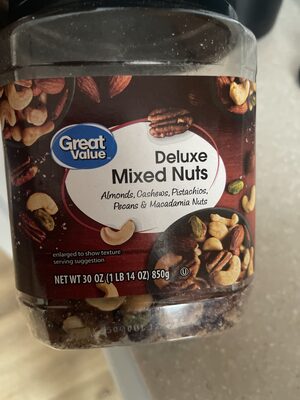 Great
Value™
Deluxe
Mixed Nuts
Almonds, Cashews, Pistachios,
Pecans & Macadamia Nuts
enlarged to show texture
serving suggestion
NET WT 30 OZ (1 LB 14 OZ) 850g
U